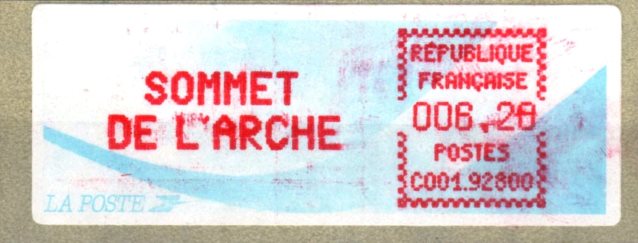 SOMMET
DE L'ARCHE
RÉPUBLIQUE
FRANÇAISE
006,20
POSTES
C001.92800
LA POSTE